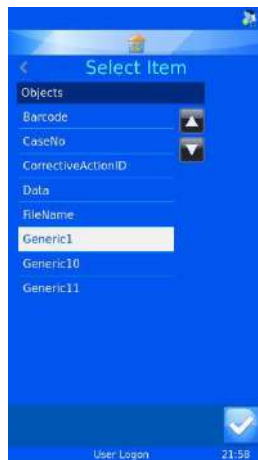 Select Item
Objects
Barcode
CaseNo
CorrectiveActionID
Data
FileName
Generic1
Generic10
Generic11
User Logon 21:58